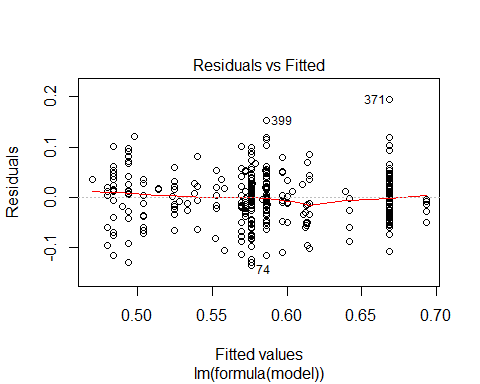 Residuals vs Fitted
Residuals
0.2
0.1
0.0
-0.1
371
399
74
0.50 0.55 0.60 0.65 0.70
Fitted values
lm(formula(model))